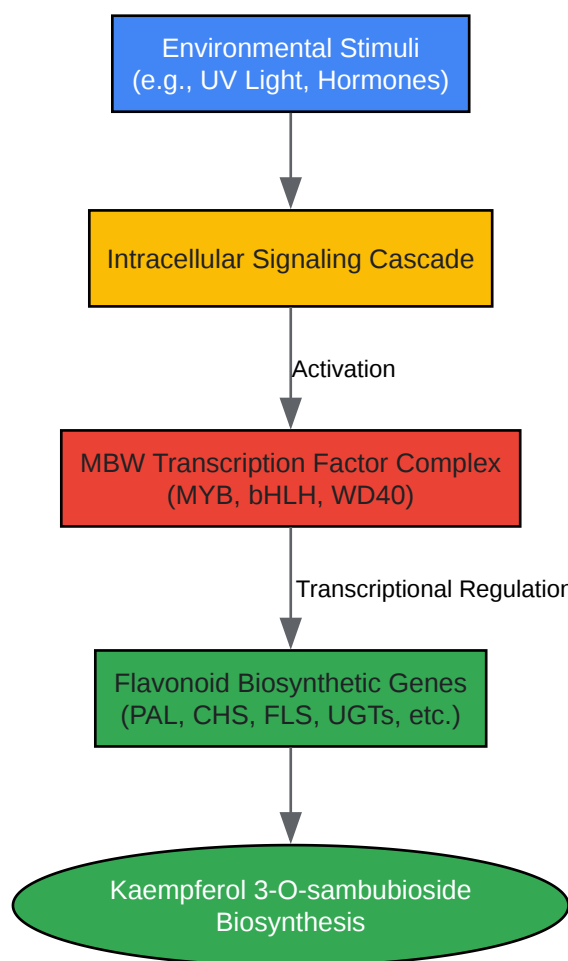 Environmental Stimuli
(e.g., UV Light, Hormones)
Intracellular Signaling Cascade
Activation
MBW Transcription Factor Complex
(MYB, bHLH, WD40)
Transcriptional Regulation
Flavonoid Biosynthetic Genes
(PAL, CHS, FLS, UGTs, etc.)
Kaempferol 3-O-sambubioside
Biosynthesis